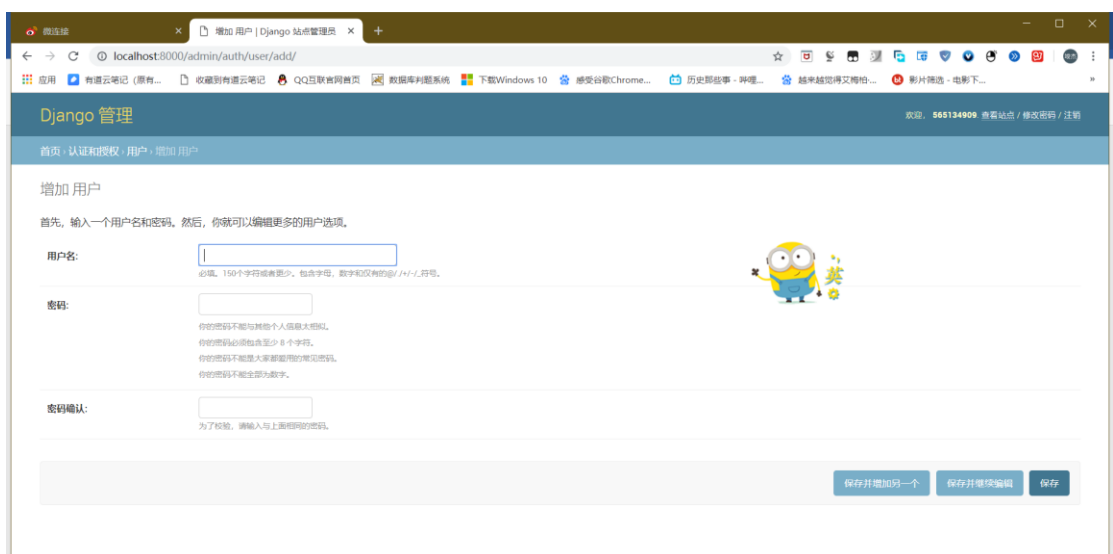 微连接
增加 用户 | Django 站点管理员
localhost:8000/admin/auth/user/add/
应用 有道云笔记 (原有... 收藏到有道云笔记 QQ互联官网首页 数据库判题系统 下载Windows 10 感受谷歌Chrome... 历史那些事 - 哔哩... 越来越觉得艾梅柏·... 影片筛选 - 电影下... »
Django 管理
欢迎, 565134909. 查看站点 / 修改密码 / 注销
首页 › 认证和授权 › 用户 › 增加 用户
增加 用户
首先，输入一个用户名和密码。然后，你就可以编辑更多的用户选项。
用户名:
必填。150个字符或者更少。包含字母，数字和仅有的@/./+/-/_符号。
英
密码:
你的密码不能与其他个人信息太相似。
你的密码必须包含至少 8 个字符。
你的密码不能是大家都爱用的常见密码。
你的密码不能全部为数字。
密码确认:
为了校验，请输入与上面相同的密码。
保存并增加另一个 保存并继续编辑 保存